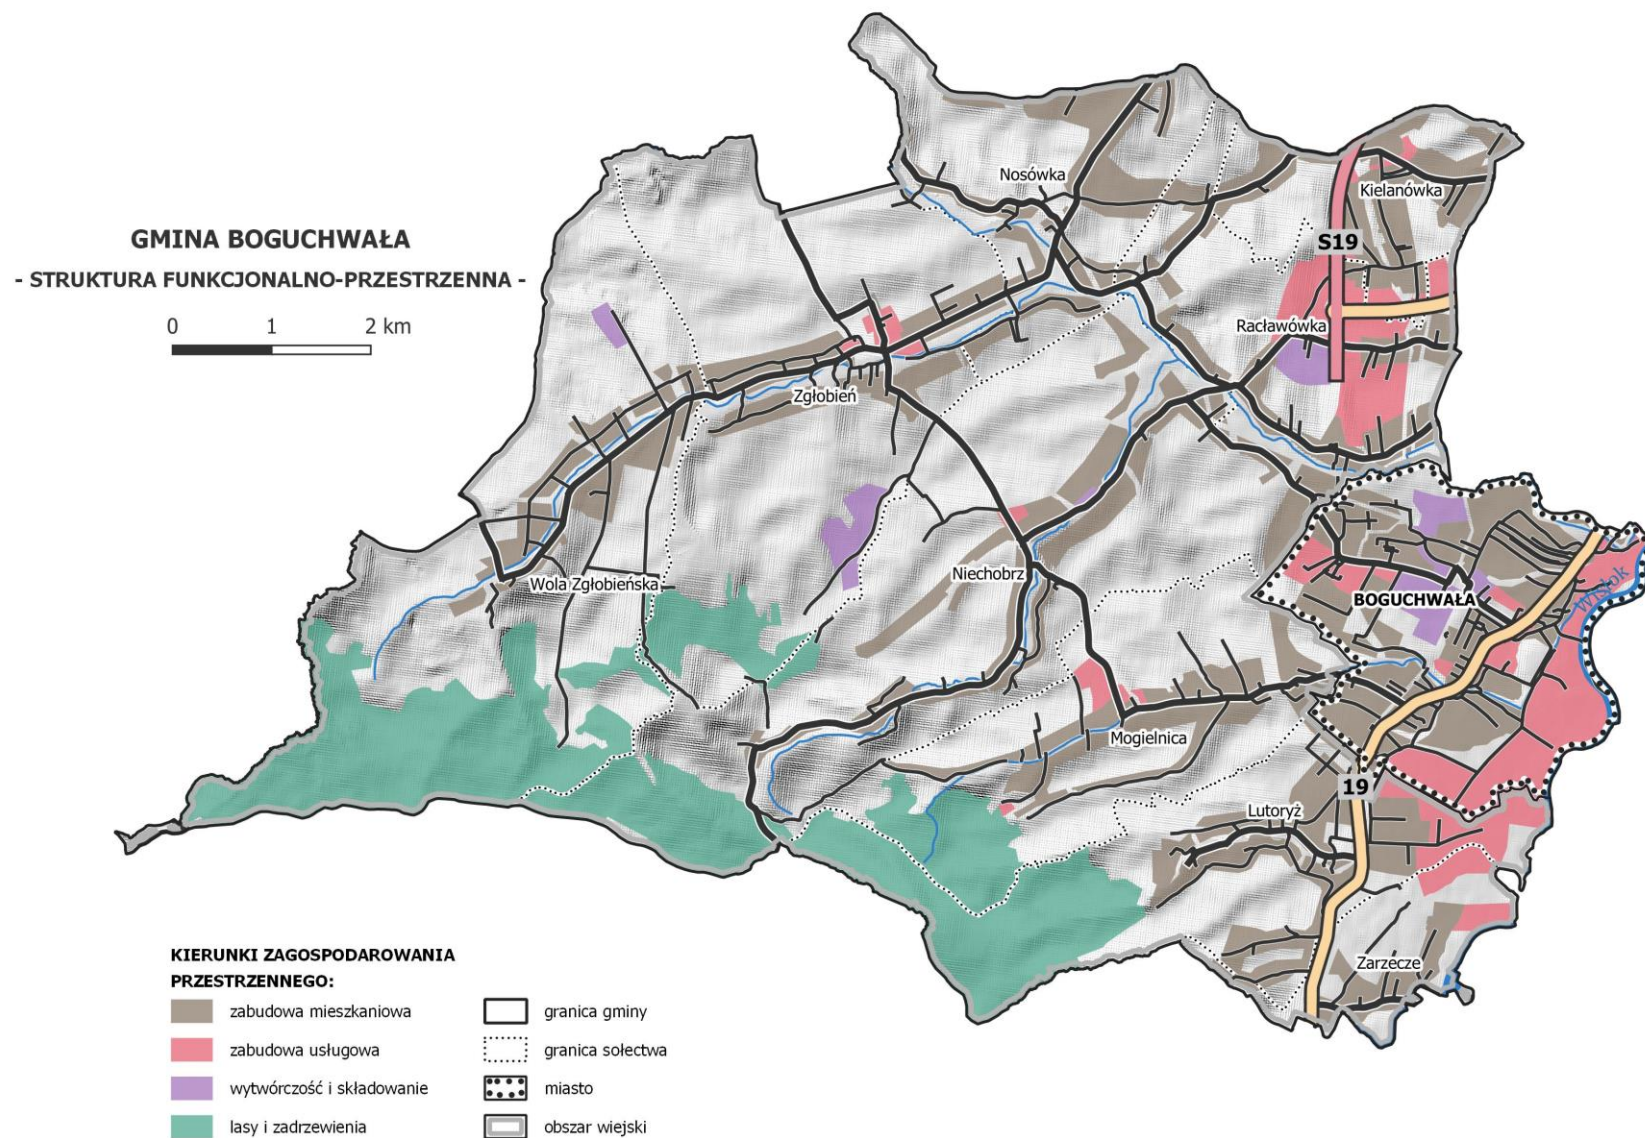 GMINA BOGUCHWAŁA
- STRUKTURA FUNKCJONALNO-PRZESTRZENNA -
0 1 2 km
Nosówka
Kielanówka
S19
Racławówka
Zgłobień
Niechobrz
Wola Zgłobieńska
BOGUCHWAŁA
Wisłok
Mogielnica
19
Lutoryż
Zarzecze
KIERUNKI ZAGOSPODAROWANIA
PRZESTRZENNEGO:
zabudowa mieszkaniowa
zabudowa usługowa
wytwórczość i składowanie
lasy i zadrzewienia
granica gminy
granica sołectwa
miasto
obszar wiejski